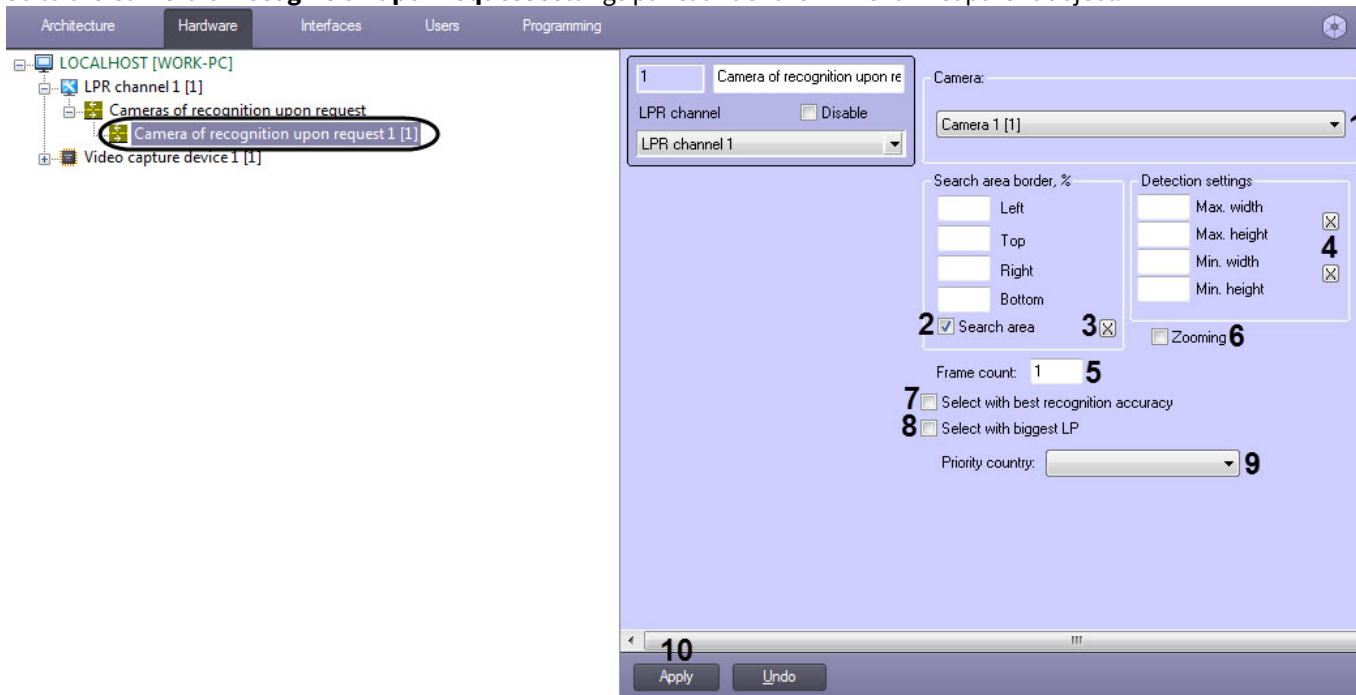 Architecture Hardware Interfaces Users Programming
LOCALHOST [WORK-PC]
LPR channel 1 [1]
Cameras of recognition upon request
Camera of recognition upon request 1 [1]
Video capture device 1 [1]
1 Camera of recognition upon re
LPR channel Disable
LPR channel 1
Camera:
Camera 1 [1] 1
Search area border, %
Left
Top
Right
Bottom
2 Search area 3
Detection settings
Max. width
Max. height
Min. width
Min. height
4
Zooming 6
Frame count: 1 5
7 Select with best recognition accuracy
8 Select with biggest LP
Priority country: 9
10
Apply Undo